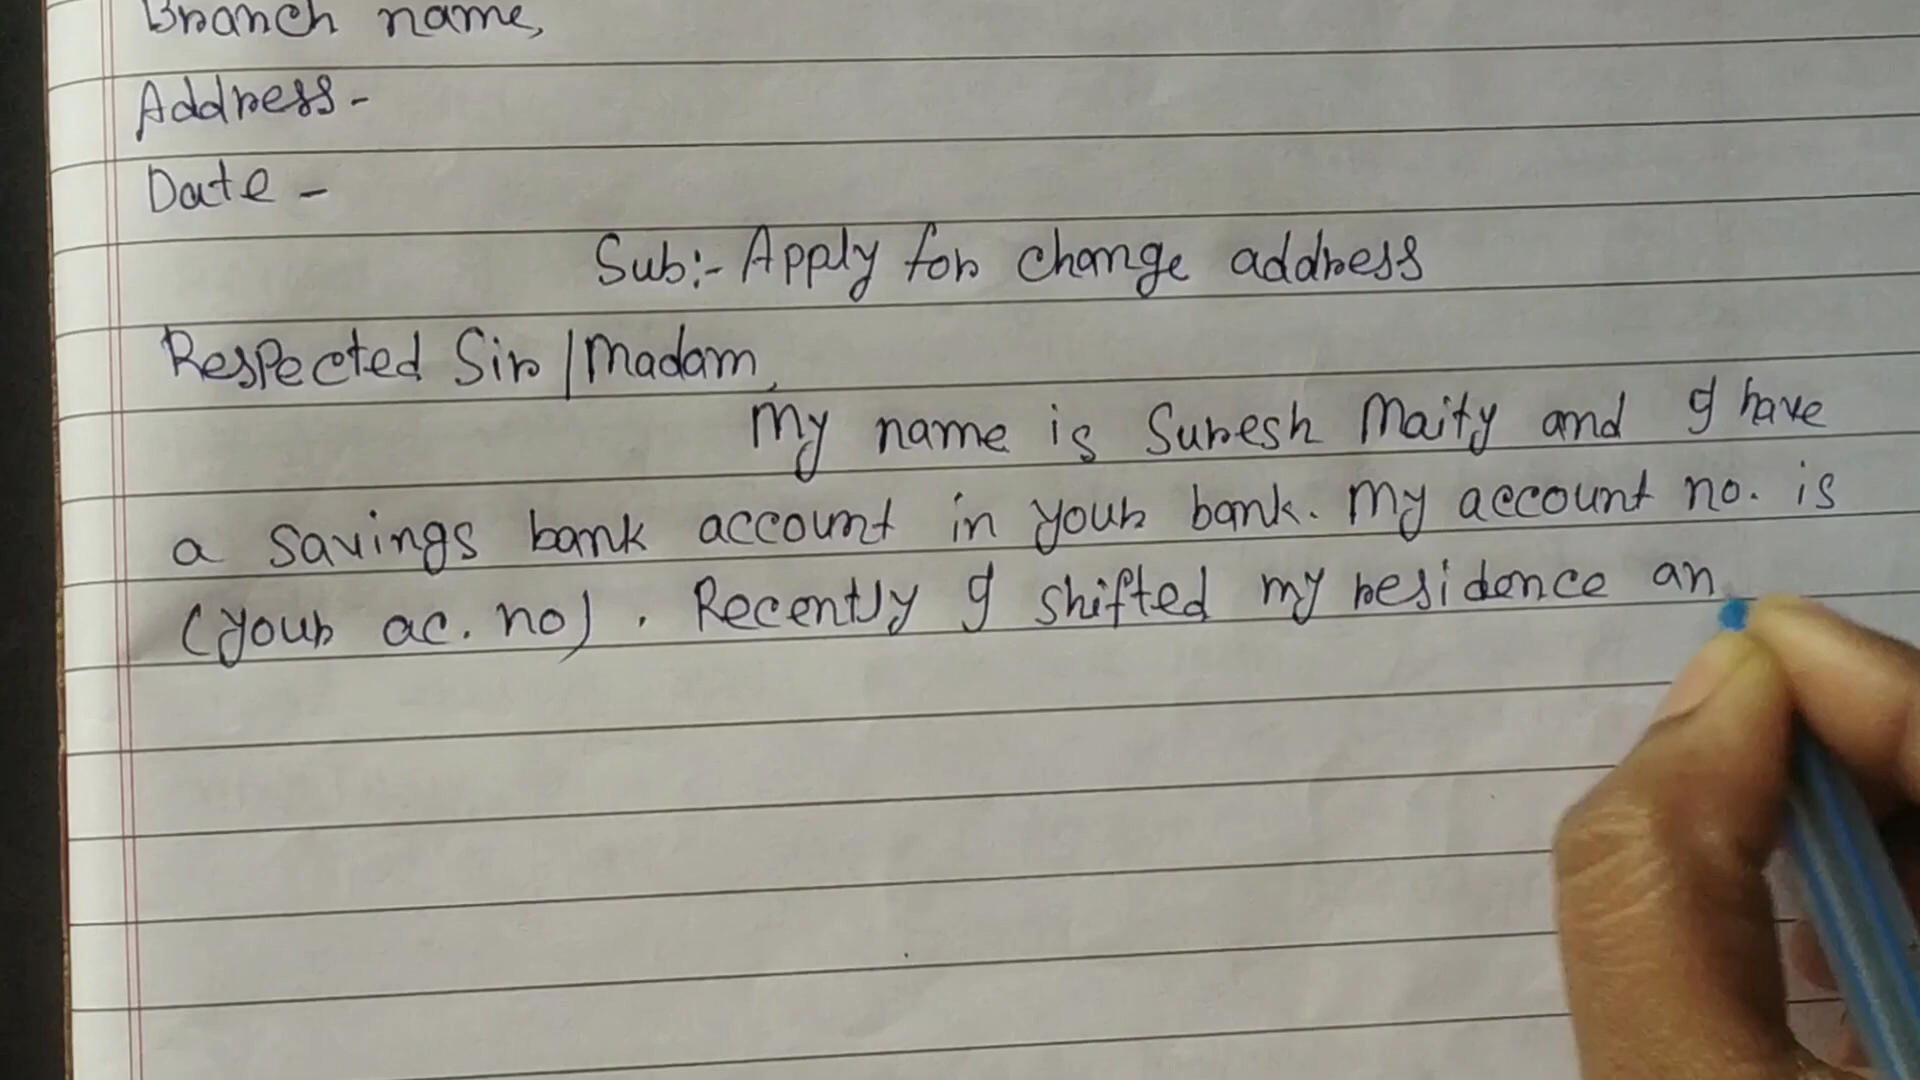 Branch name,
Address -
Date -
Sub:- Apply for change address
Respected Sir/Madam,
My name is Suresh Maity and I have
a savings bank account in your bank. My account no. is
(your ac. no). Recently I shifted my residence an